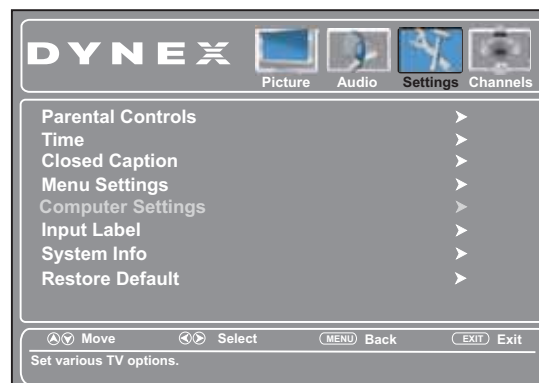 DYNEX
Picture Audio Settings Channels
Parental Controls
Time
Closed Caption
Menu Settings
Computer Settings
Input Label
System Info
Restore Default
Move Select MENU Back EXIT Exit
Set various TV options.